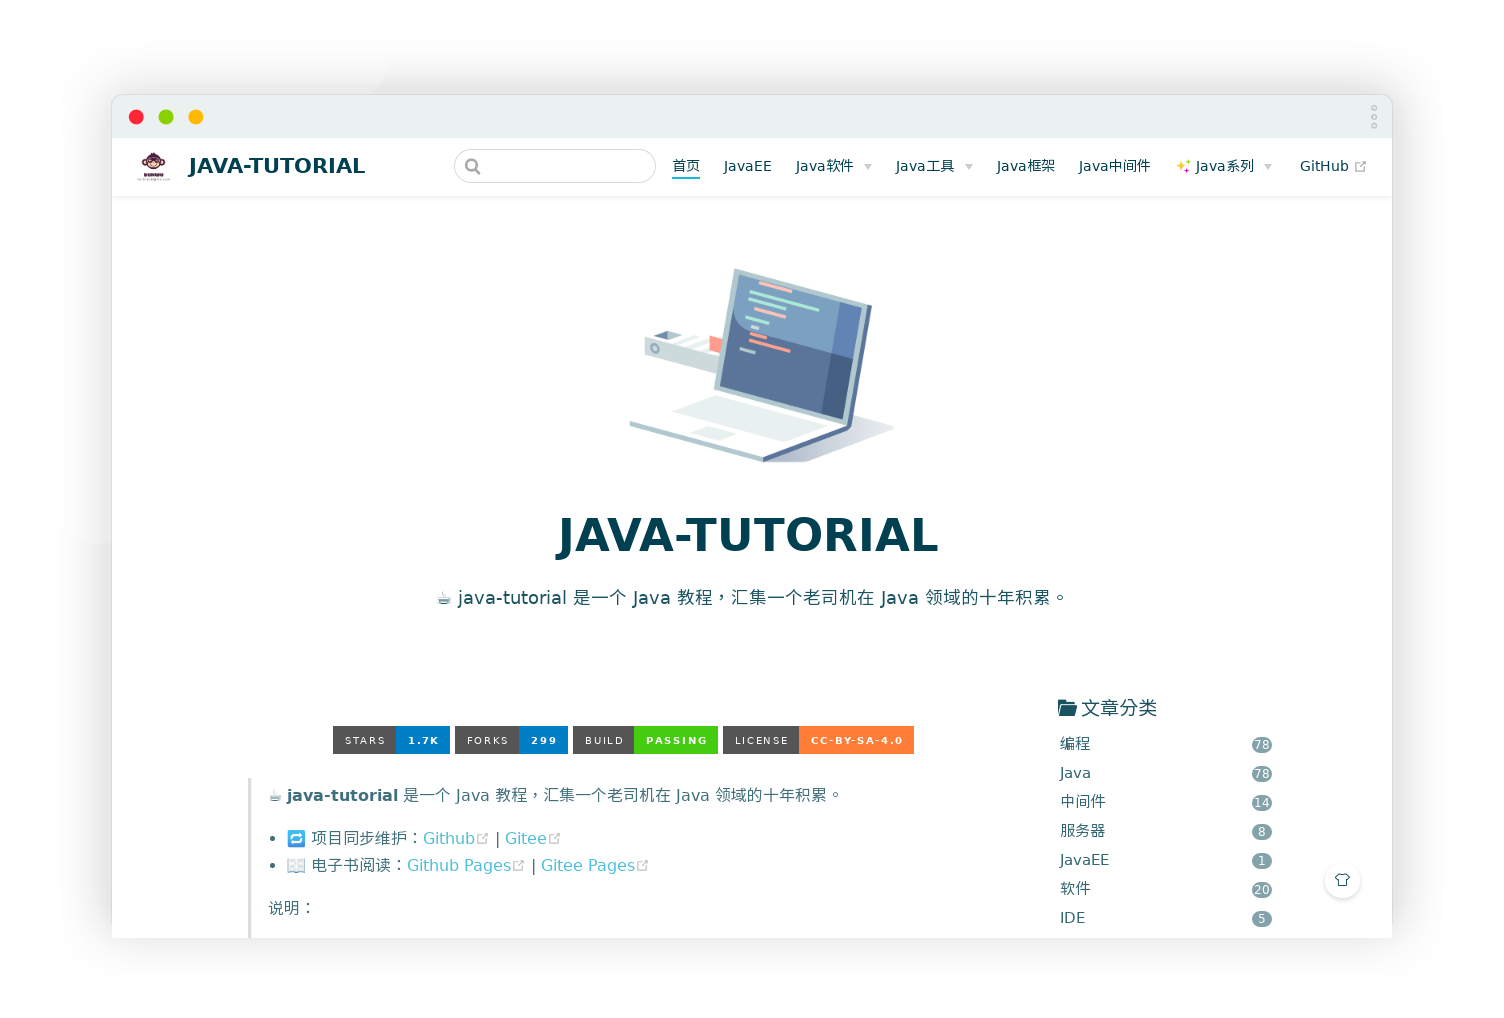 JAVA-TUTORIAL
首页 JavaEE Java软件 Java工具 Java框架 Java中间件 ✨ Java系列 GitHub
JAVA-TUTORIAL
☕ java-tutorial 是一个 Java 教程，汇集一个老司机在 Java 领域的十年积累。
STARS 1.7K FORKS 299 BUILD PASSING LICENSE CC-BY-SA-4.0
☕ java-tutorial 是一个 Java 教程，汇集一个老司机在 Java 领域的十年积累。
• 🔁 项目同步维护：Github | Gitee
• 📖 电子书阅读：Github Pages | Gitee Pages
说明：
文章分类
编程 78
Java 78
中间件 14
服务器 8
JavaEE 1
软件 20
IDE 5